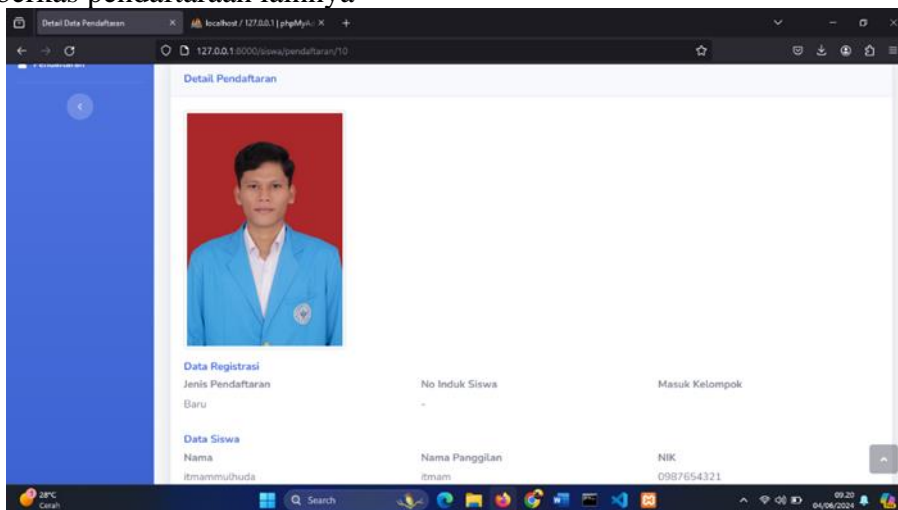 berkas pendaftaraan lainnya
Detail Data Pendaftaran
localhost / 127.0.0.1 | phpMyA
127.0.0.1:8000/siswa/pendaftaran/10
Pendaftaran
Detail Pendaftaran
Data Registrasi
Jenis Pendaftaran No Induk Siswa Masuk Kelompok
Baru -
Data Siswa
Nama Nama Panggilan NIK
itmammulhuda itmam 0987654321
28°C
Cerah
Search
09.20
04/06/2024